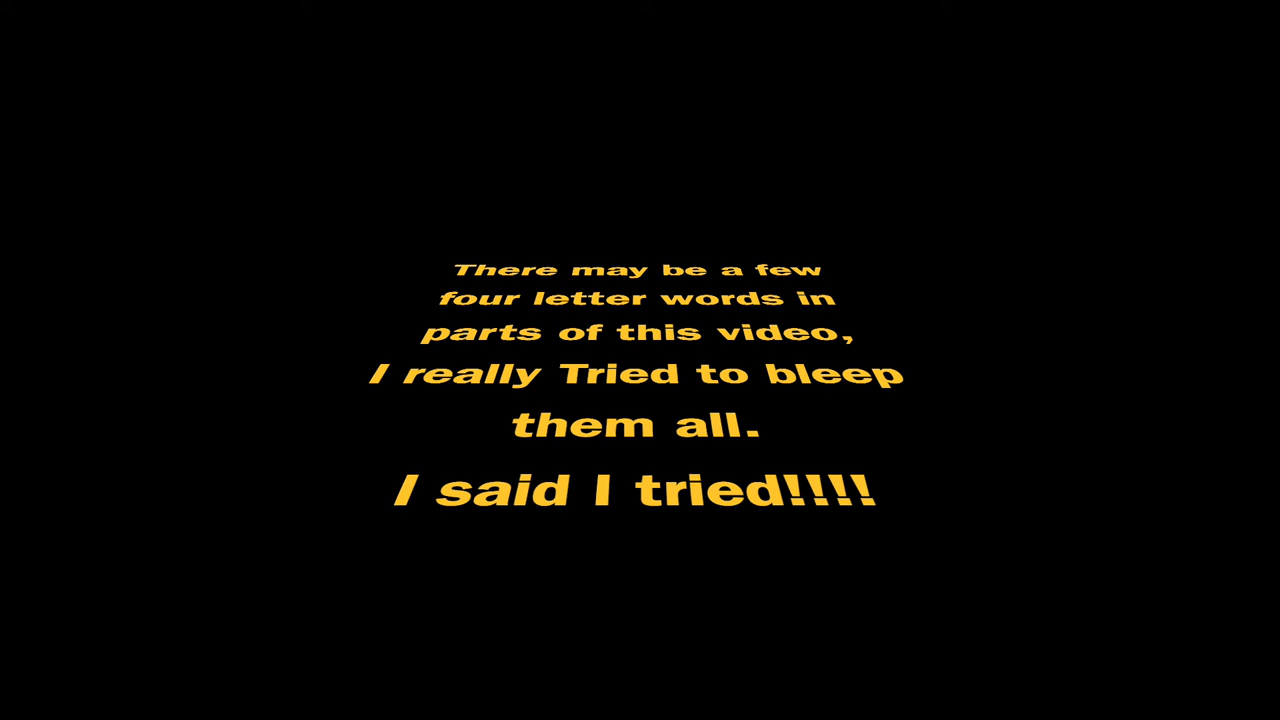 There may be a few
four letter words in
parts of this video,
I really Tried to bleep
them all.
I said I tried!!!!